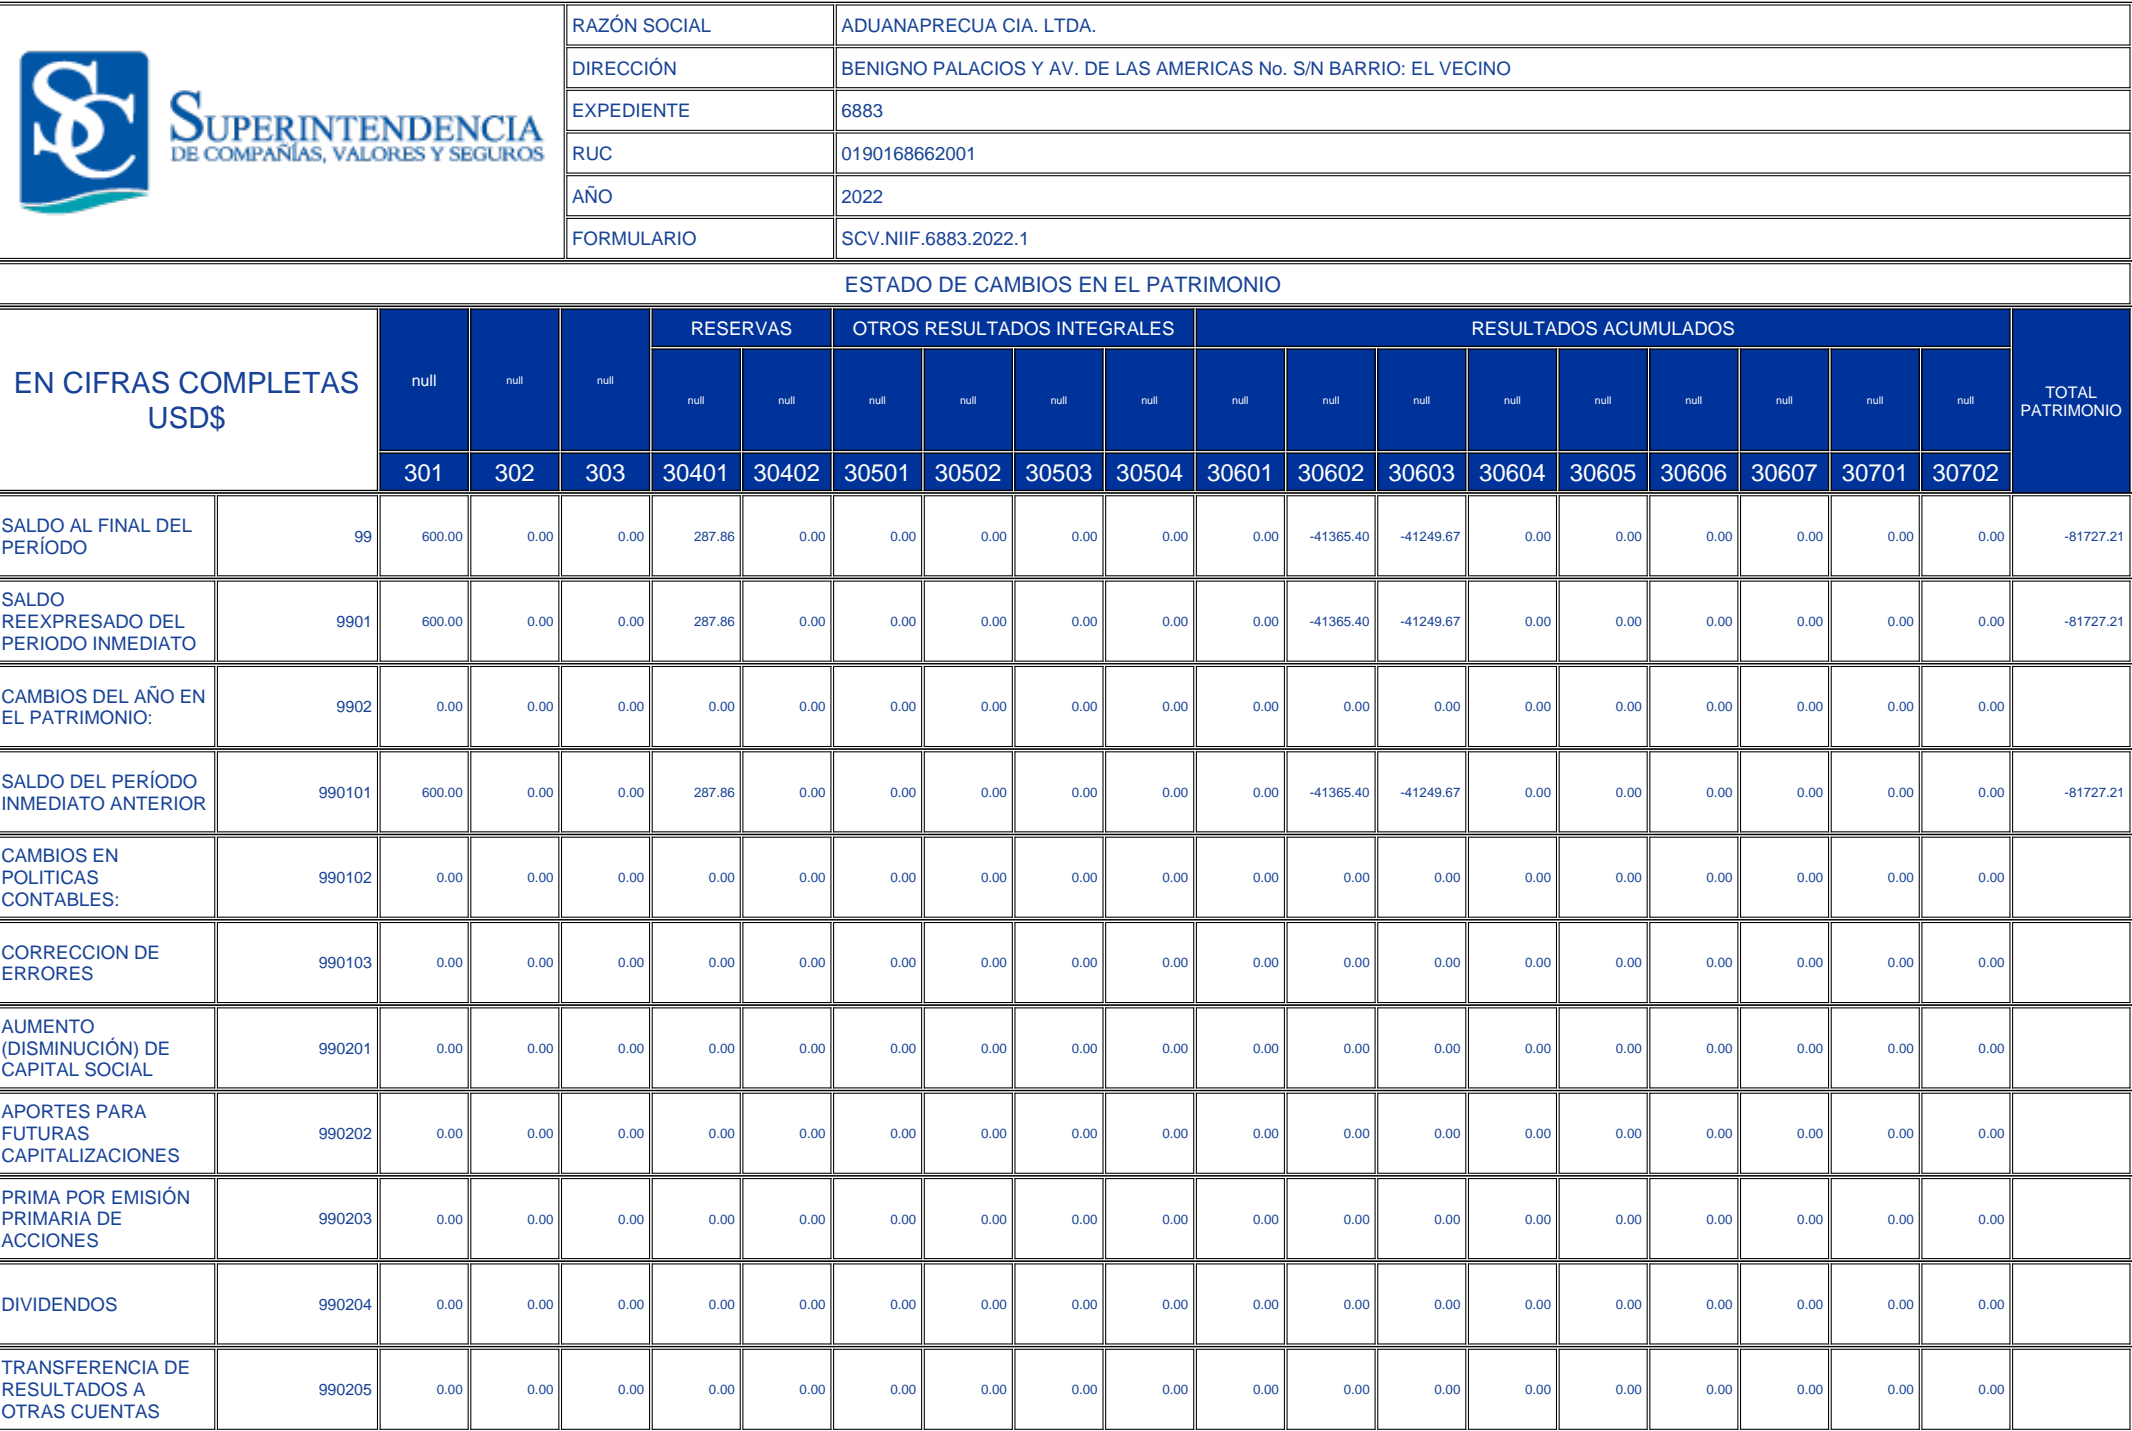 SC
SUPERINTENDENCIA
DE COMPAÑÍAS, VALORES Y SEGUROS
RAZÓN SOCIAL ADUANAPRECUA CIA. LTDA.
DIRECCIÓN BENIGNO PALACIOS Y AV. DE LAS AMERICAS No. S/N BARRIO: EL VECINO
EXPEDIENTE 6883
RUC 0190168662001
AÑO 2022
FORMULARIO SCV.NIIF.6883.2022.1
ESTADO DE CAMBIOS EN EL PATRIMONIO
EN CIFRAS COMPLETAS
USD$
RESERVAS OTROS RESULTADOS INTEGRALES RESULTADOS ACUMULADOS
null null null null null null null null null null null null null null null null null null
TOTAL
PATRIMONIO
301 302 303 30401 30402 30501 30502 30503 30504 30601 30602 30603 30604 30605 30606 30607 30701 30702
SALDO AL FINAL DEL
PERÍODO
99 600.00 0.00 0.00 287.86 0.00 0.00 0.00 0.00 0.00 0.00 -41365.40 -41249.67 0.00 0.00 0.00 0.00 0.00 0.00 -81727.21
SALDO
REEXPRESADO DEL
PERIODO INMEDIATO
9901 600.00 0.00 0.00 287.86 0.00 0.00 0.00 0.00 0.00 0.00 -41365.40 -41249.67 0.00 0.00 0.00 0.00 0.00 0.00 -81727.21
CAMBIOS DEL AÑO EN
EL PATRIMONIO:
9902 0.00 0.00 0.00 0.00 0.00 0.00 0.00 0.00 0.00 0.00 0.00 0.00 0.00 0.00 0.00 0.00 0.00 0.00
SALDO DEL PERÍODO
INMEDIATO ANTERIOR
990101 600.00 0.00 0.00 287.86 0.00 0.00 0.00 0.00 0.00 0.00 -41365.40 -41249.67 0.00 0.00 0.00 0.00 0.00 0.00 -81727.21
CAMBIOS EN
POLITICAS
CONTABLES:
990102 0.00 0.00 0.00 0.00 0.00 0.00 0.00 0.00 0.00 0.00 0.00 0.00 0.00 0.00 0.00 0.00 0.00 0.00
CORRECCION DE
ERRORES
990103 0.00 0.00 0.00 0.00 0.00 0.00 0.00 0.00 0.00 0.00 0.00 0.00 0.00 0.00 0.00 0.00 0.00 0.00
AUMENTO
(DISMINUCIÓN) DE
CAPITAL SOCIAL
990201 0.00 0.00 0.00 0.00 0.00 0.00 0.00 0.00 0.00 0.00 0.00 0.00 0.00 0.00 0.00 0.00 0.00 0.00
APORTES PARA
FUTURAS
CAPITALIZACIONES
990202 0.00 0.00 0.00 0.00 0.00 0.00 0.00 0.00 0.00 0.00 0.00 0.00 0.00 0.00 0.00 0.00 0.00 0.00
PRIMA POR EMISIÓN
PRIMARIA DE
ACCIONES
990203 0.00 0.00 0.00 0.00 0.00 0.00 0.00 0.00 0.00 0.00 0.00 0.00 0.00 0.00 0.00 0.00 0.00 0.00
DIVIDENDOS 990204 0.00 0.00 0.00 0.00 0.00 0.00 0.00 0.00 0.00 0.00 0.00 0.00 0.00 0.00 0.00 0.00 0.00 0.00
TRANSFERENCIA DE
RESULTADOS A
OTRAS CUENTAS
990205 0.00 0.00 0.00 0.00 0.00 0.00 0.00 0.00 0.00 0.00 0.00 0.00 0.00 0.00 0.00 0.00 0.00 0.00